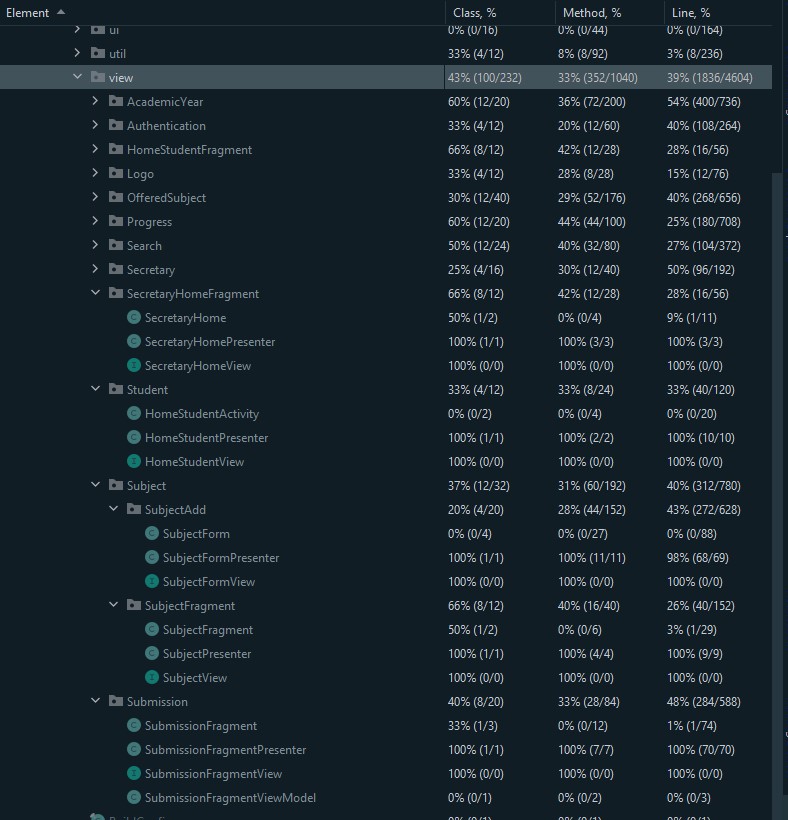 Element Class, % Method, % Line, %
ui 0% (0/16) 0% (0/44) 0% (0/164)
util 33% (4/12) 8% (8/92) 3% (8/236)
view 43% (100/232) 33% (352/1040) 39% (1836/4604)
AcademicYear 60% (12/20) 36% (72/200) 54% (400/736)
Authentication 33% (4/12) 20% (12/60) 40% (108/264)
HomeStudentFragment 66% (8/12) 42% (12/28) 28% (16/56)
Logo 33% (4/12) 28% (8/28) 15% (12/76)
OfferedSubject 30% (12/40) 29% (52/176) 40% (268/656)
Progress 60% (12/20) 44% (44/100) 25% (180/708)
Search 50% (12/24) 40% (32/80) 27% (104/372)
Secretary 25% (4/16) 30% (12/40) 50% (96/192)
SecretaryHomeFragment 66% (8/12) 42% (12/28) 28% (16/56)
SecretaryHome 50% (1/2) 0% (0/4) 9% (1/11)
SecretaryHomePresenter 100% (1/1) 100% (3/3) 100% (3/3)
SecretaryHomeView 100% (0/0) 100% (0/0) 100% (0/0)
Student 33% (4/12) 33% (8/24) 33% (40/120)
HomeStudentActivity 0% (0/2) 0% (0/4) 0% (0/20)
HomeStudentPresenter 100% (1/1) 100% (2/2) 100% (10/10)
HomeStudentView 100% (0/0) 100% (0/0) 100% (0/0)
Subject 37% (12/32) 31% (60/192) 40% (312/780)
SubjectAdd 20% (4/20) 28% (44/152) 43% (272/628)
SubjectForm 0% (0/4) 0% (0/27) 0% (0/88)
SubjectFormPresenter 100% (1/1) 100% (11/11) 98% (68/69)
SubjectFormView 100% (0/0) 100% (0/0) 100% (0/0)
SubjectFragment 66% (8/12) 40% (16/40) 26% (40/152)
SubjectFragment 50% (1/2) 0% (0/6) 3% (1/29)
SubjectPresenter 100% (1/1) 100% (4/4) 100% (9/9)
SubjectView 100% (0/0) 100% (0/0) 100% (0/0)
Submission 40% (8/20) 33% (28/84) 48% (284/588)
SubmissionFragment 33% (1/3) 0% (0/12) 1% (1/74)
SubmissionFragmentPresenter 100% (1/1) 100% (7/7) 100% (70/70)
SubmissionFragmentView 100% (0/0) 100% (0/0) 100% (0/0)
SubmissionFragmentViewModel 0% (0/1) 0% (0/2) 0% (0/3)